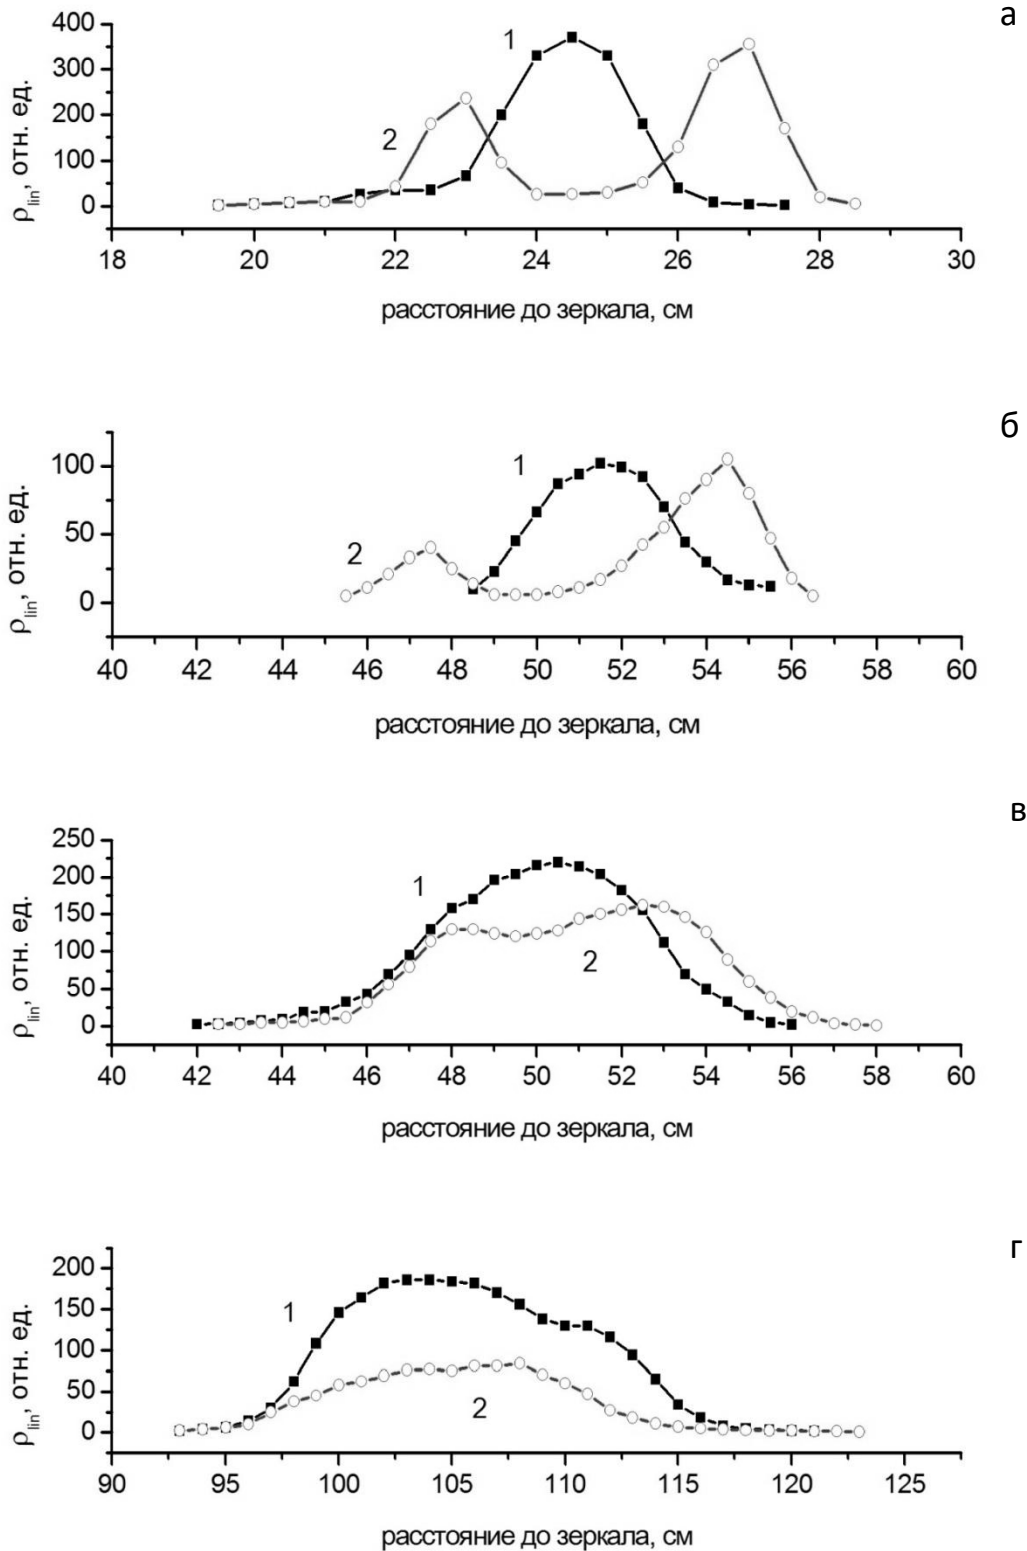 а
400
300
200
100
0
ρlin, отн. ед.
1
2
18 20 22 24 26 28 30
расстояние до зеркала, см
б
100
50
0
ρlin, отн. ед.
1
2
40 42 44 46 48 50 52 54 56 58 60
расстояние до зеркала, см
в
250
200
150
100
50
0
ρlin, отн. ед.
1
2
40 42 44 46 48 50 52 54 56 58 60
расстояние до зеркала, см
г
200
150
100
50
0
ρlin, отн. ед.
1
2
90 95 100 105 110 115 120 125
расстояние до зеркала, см